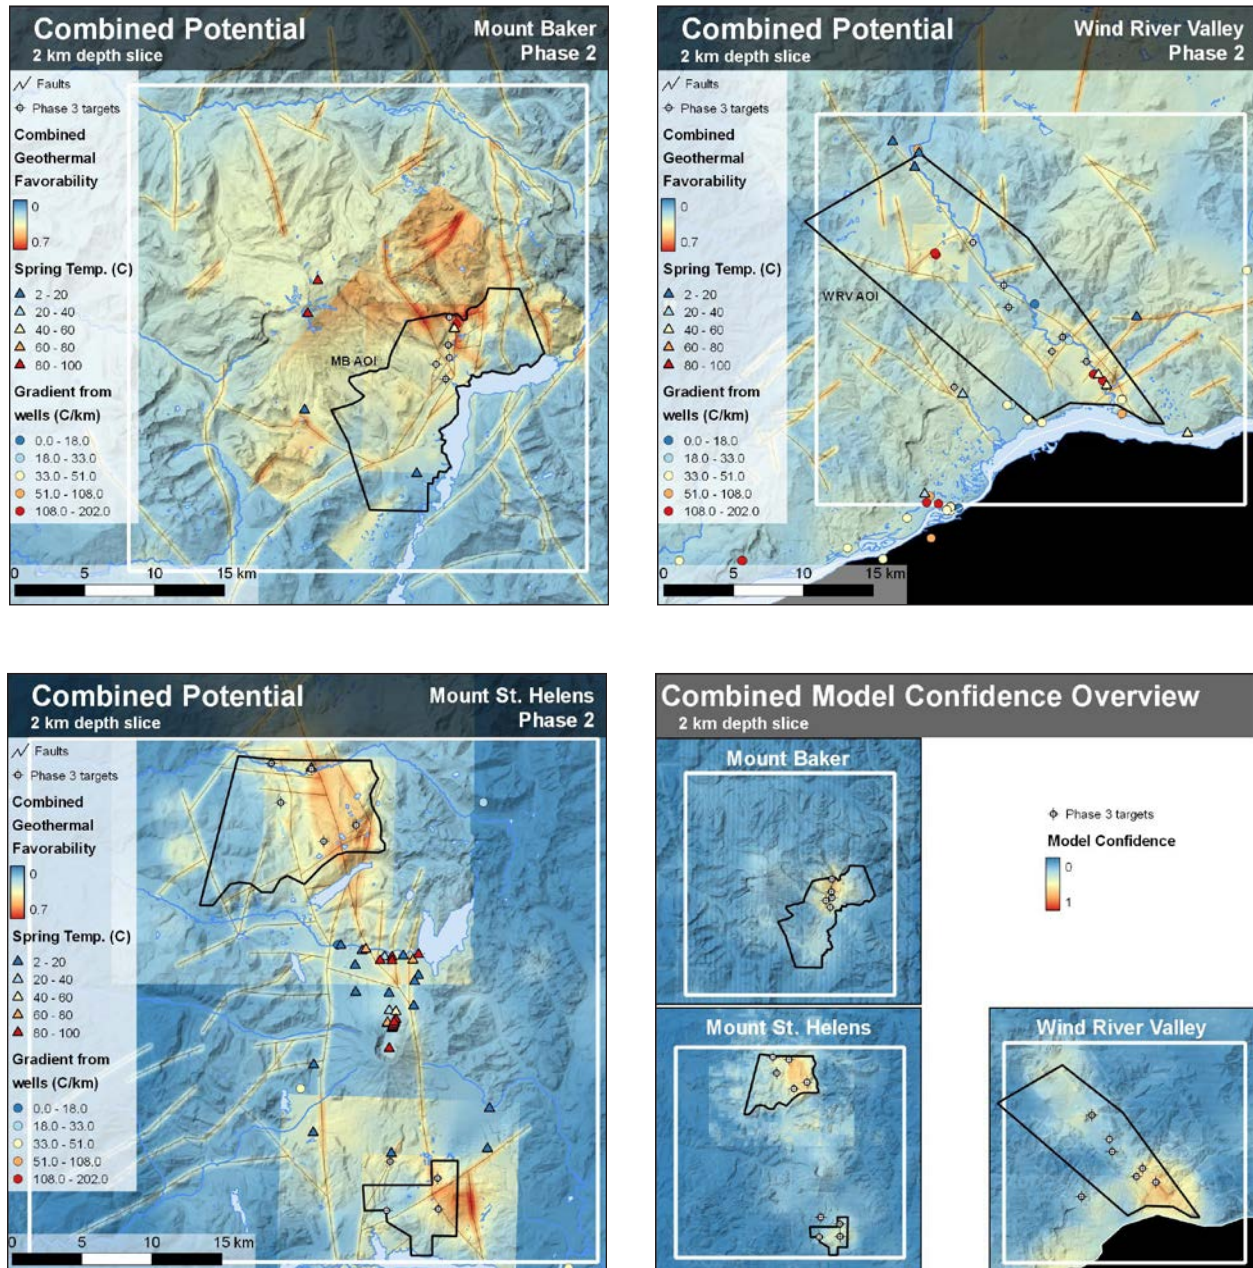 Combined Potential
2 km depth slice
Mount Baker
Phase 2
Faults
Phase 3 targets
Combined
Geothermal
Favorability
0
0.7
Spring Temp. (C)
2 - 20
20 - 40
40 - 60
60 - 80
80 - 100
Gradient from
wells (C/km)
0.0 - 18.0
18.0 - 33.0
33.0 - 51.0
51.0 - 108.0
108.0 - 202.0
MB AOI
0 5 10 15 km
Combined Potential
2 km depth slice
Wind River Valley
Phase 2
Faults
Phase 3 targets
Combined
Geothermal
Favorability
0
0.7
Spring Temp. (C)
2 - 20
20 - 40
40 - 60
60 - 80
80 - 100
Gradient from
wells (C/km)
0.0 - 18.0
18.0 - 33.0
33.0 - 51.0
51.0 - 108.0
108.0 - 202.0
WRV AOI
0 5 10 15 km
Combined Potential
2 km depth slice
Mount St. Helens
Phase 2
Faults
Phase 3 targets
Combined
Geothermal
Favorability
0
0.7
Spring Temp. (C)
2 - 20
20 - 40
40 - 60
60 - 80
80 - 100
Gradient from
wells (C/km)
0.0 - 18.0
18.0 - 33.0
33.0 - 51.0
51.0 - 108.0
108.0 - 202.0
0 5 10 15 km
Combined Model Confidence Overview
2 km depth slice
Mount Baker
Phase 3 targets
Model Confidence
0
1
Mount St. Helens
Wind River Valley